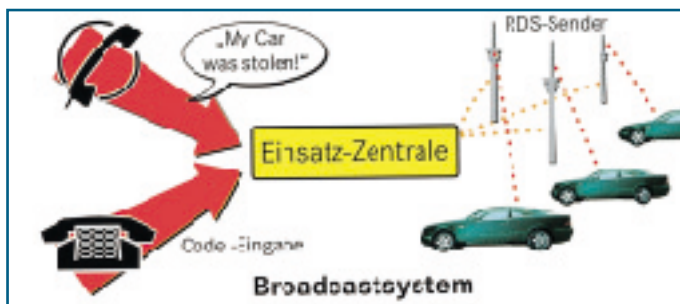 RDS-Sender
„My Car
was stolen!"
Einsatz-Zentrale
Code-Eingabe
Broadcastsystem